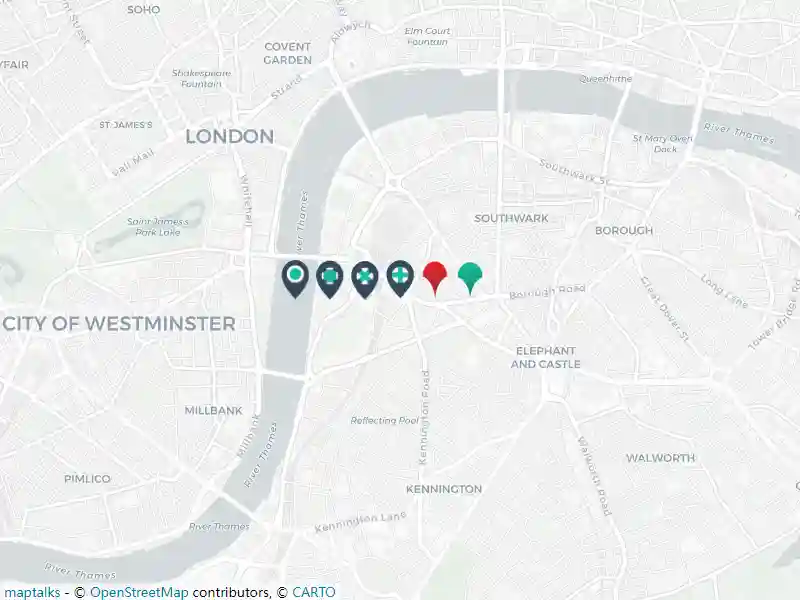 SOHO
COVENT
GARDEN
Aldwych
Elm Court
Fountain
Shakespeare
Fountain
Strand
Queenhithe
ST JAMES'S
LONDON
Pall Mall
Whitehall
River Thames
St Mary Overie
Dock
River Thames
Southwark St
Saint James's
Park Lake
SOUTHWARK
BOROUGH
CITY OF WESTMINSTER
Borough Road
Long Lane
Great Dover St
Tower Bridge Road
ELEPHANT
AND CASTLE
MILLBANK
Millbank
River Thames
Reflecting Pool
Kennington Road
PIMLICO
KENNINGTON
WALWORTH
Walworth Road
River Thames
Kennington Lane
River Thames
maptalks - © OpenStreetMap contributors, © CARTO